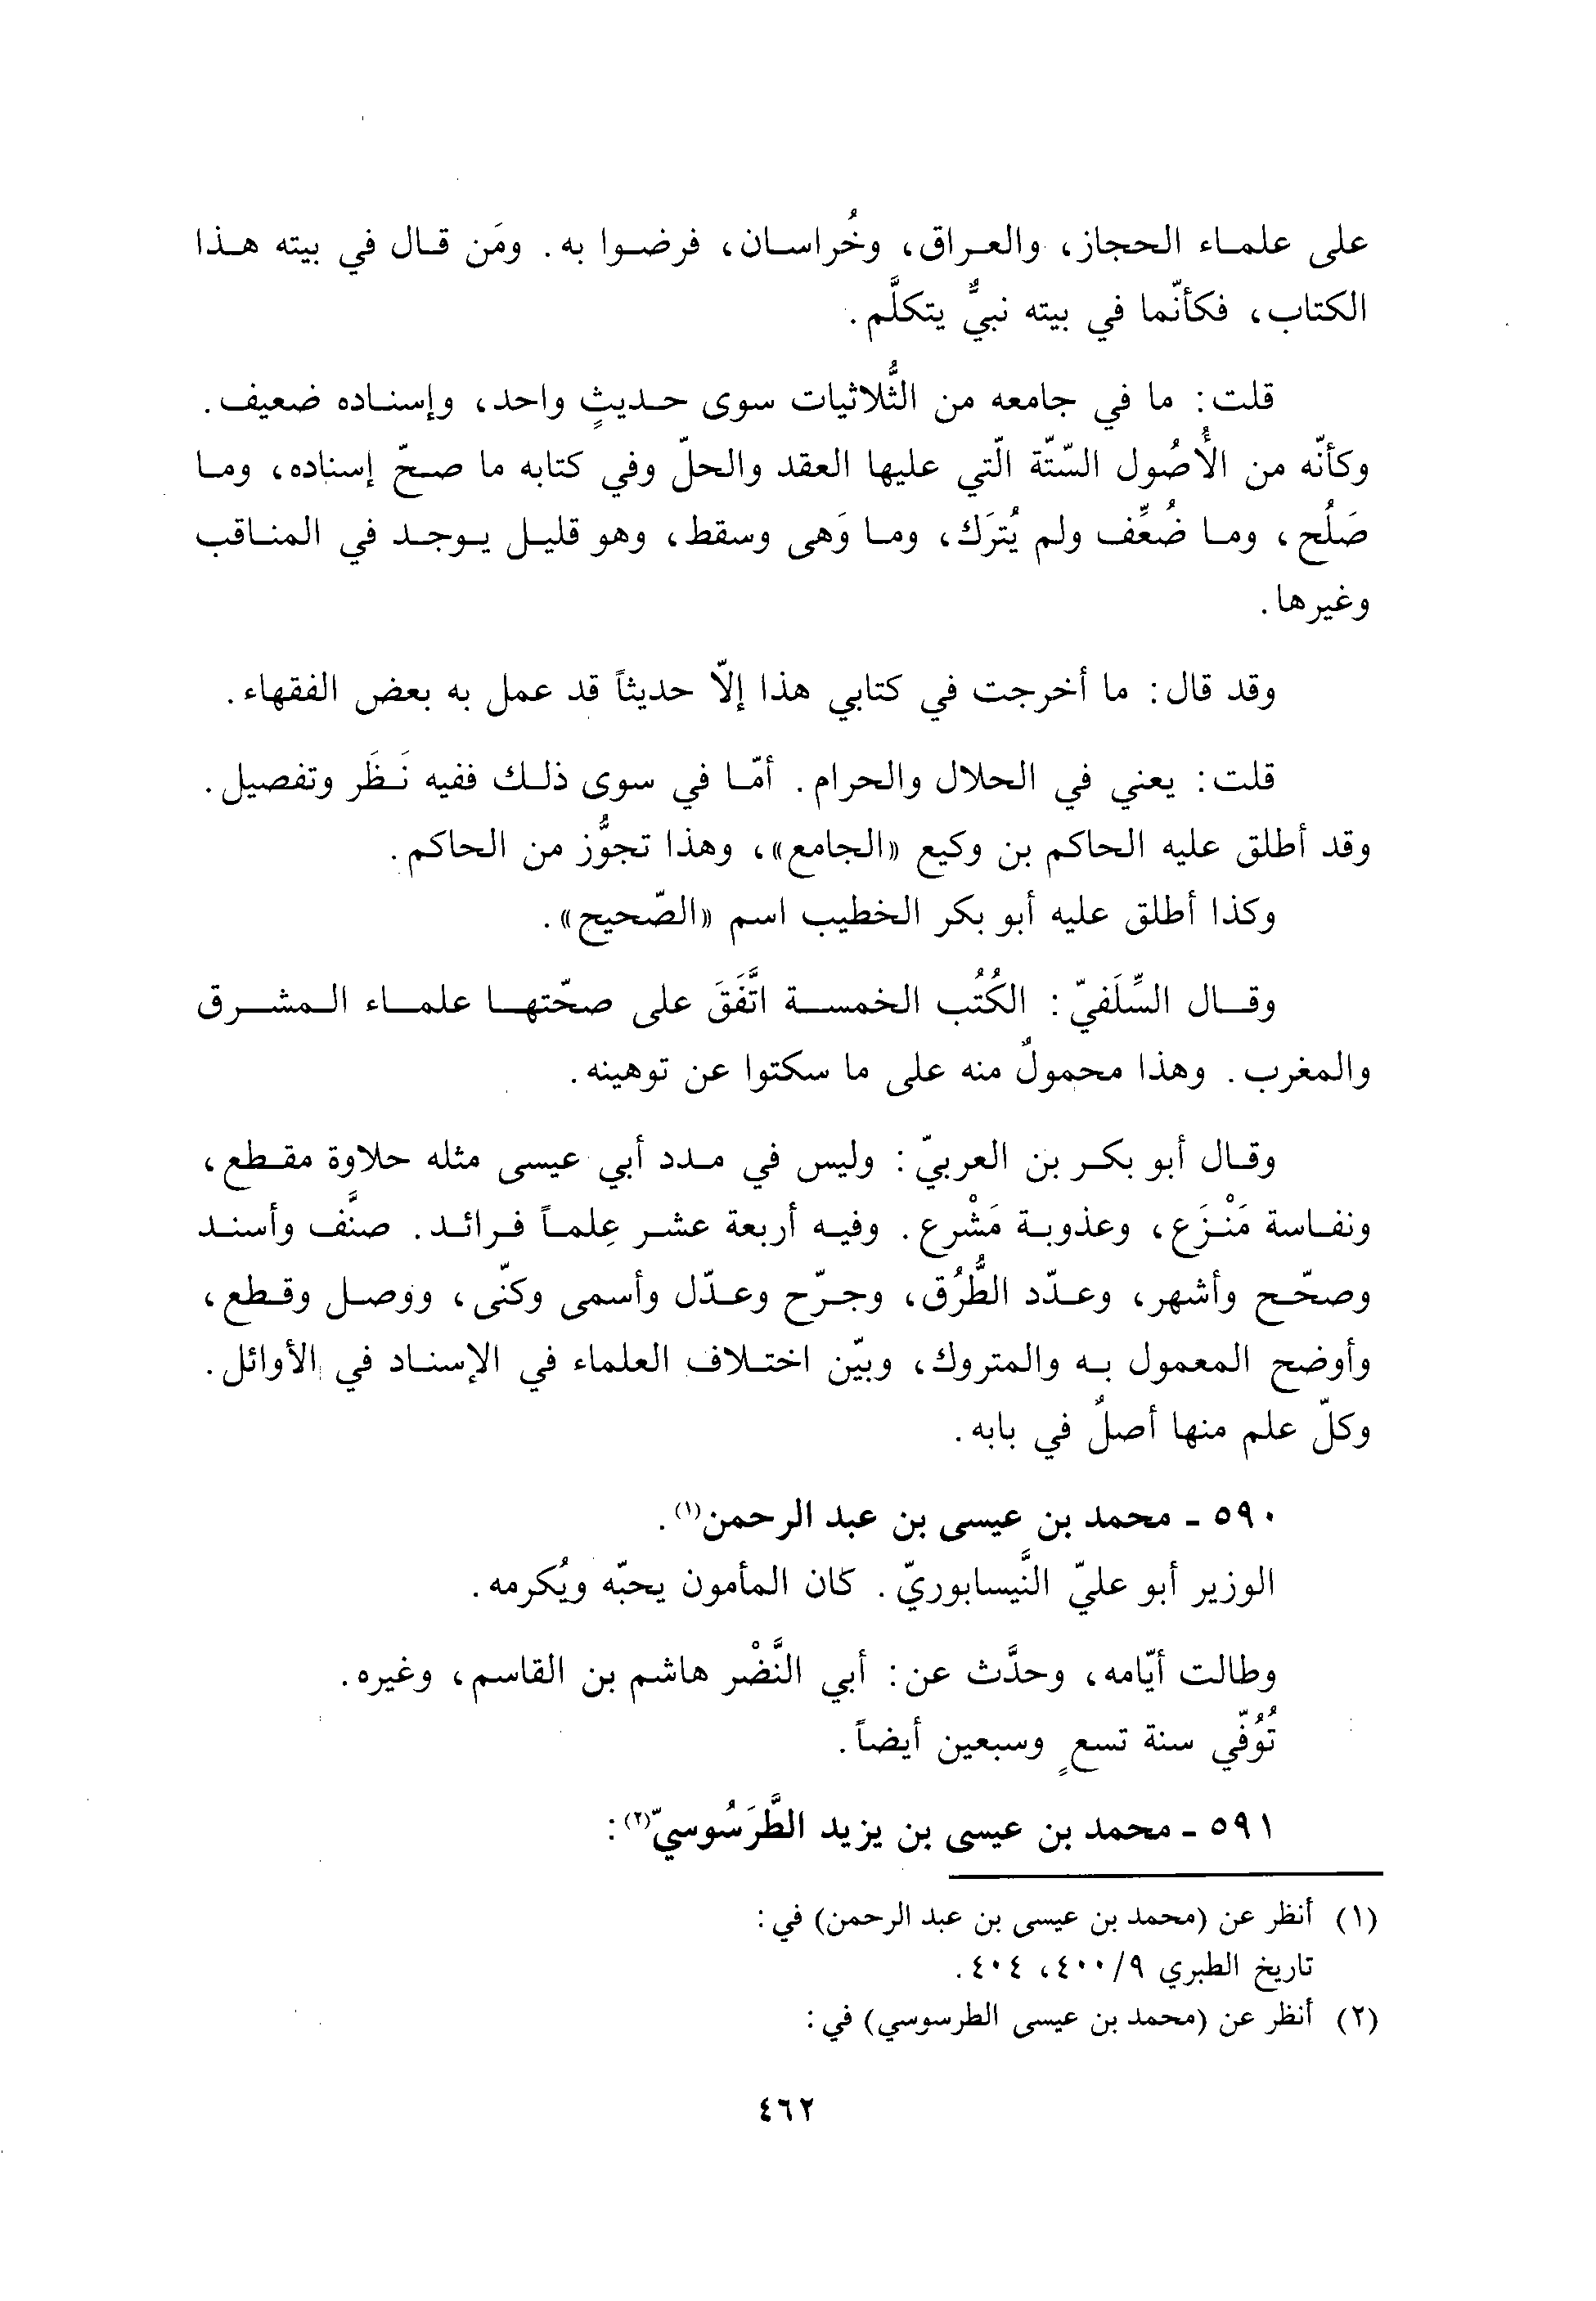 على علماء الحجاز، والعراق، وخُراسان، فرضوا به. ومَن قال في بيته هذا
الكتاب، فكأنّما في بيته نبيٌّ يتكلَّم.
قلت: ما في جامعه من الثُّلاثيات سوى حديثٍ واحد، وإسناده ضعيف.
وكأنّه من الأُصُول السّتّة الّتي عليها العقد والحلّ وفي كتابه ما صحّ إسناده، وما
صَلُح، وما ضُعِّف ولم يُترَك، وما وَهى وسقط، وهو قليل يوجد في المناقب
وغيرها.
وقد قال: ما أخرجت في كتابي هذا إلاّ حديثاً قد عمل به بعض الفقهاء.
قلت: يعني في الحلال والحرام. أمّا في سوى ذلك ففيه نَظَر وتفصيل.
وقد أطلق عليه الحاكم بن وكيع «الجامع»، وهذا تجوُّز من الحاكم.
وكذا أطلق عليه أبو بكر الخطيب اسم «الصّحيح».
وقال السِّلَفيّ: الكُتُب الخمسة اتَّفَقَ على صحّتها علماء المشرق
والمغرب. وهذا محمولٌ منه على ما سكتوا عن توهينه.
وقال أبو بكر بن العربيّ: وليس في مدد أبي عيسى مثله حلاوة مقطع،
ونفاسة مَنْزَع، وعذوبة مَشْرع. وفيه أربعة عشر عِلماً فرائد. صنَّف وأسند
وصحّح وأشهر، وعدّد الطُّرُق، وجرّح وعدّل وأسمى وكنّى، ووصل وقطع،
وأوضح المعمول به والمتروك، وبيّن اختلاف العلماء في الإسناد في الأوائل.
وكلّ علم منها أصلٌ في بابه.
٥٩٠ - محمد بن عيسى بن عبد الرحمن(١).
الوزير أبو عليّ النَّيسابوريّ. كان المأمون يحبّه ويُكرمه.
وطالت أيّامه، وحدَّث عن: أبي النَّضْر هاشم بن القاسم، وغيره.
تُوُفّي سنة تسعٍ وسبعين أيضاً.
٥٩١ - محمد بن عيسى بن يزيد الطَّرَسُوسيّ(٢):
(١) أنظر عن (محمد بن عيسى بن عبد الرحمن) في:
تاريخ الطبري ٩/ ٤٠٠، ٤٠٤.
(٢) أنظر عن (محمد بن عيسى الطرسوسي) في:
٤٦٢